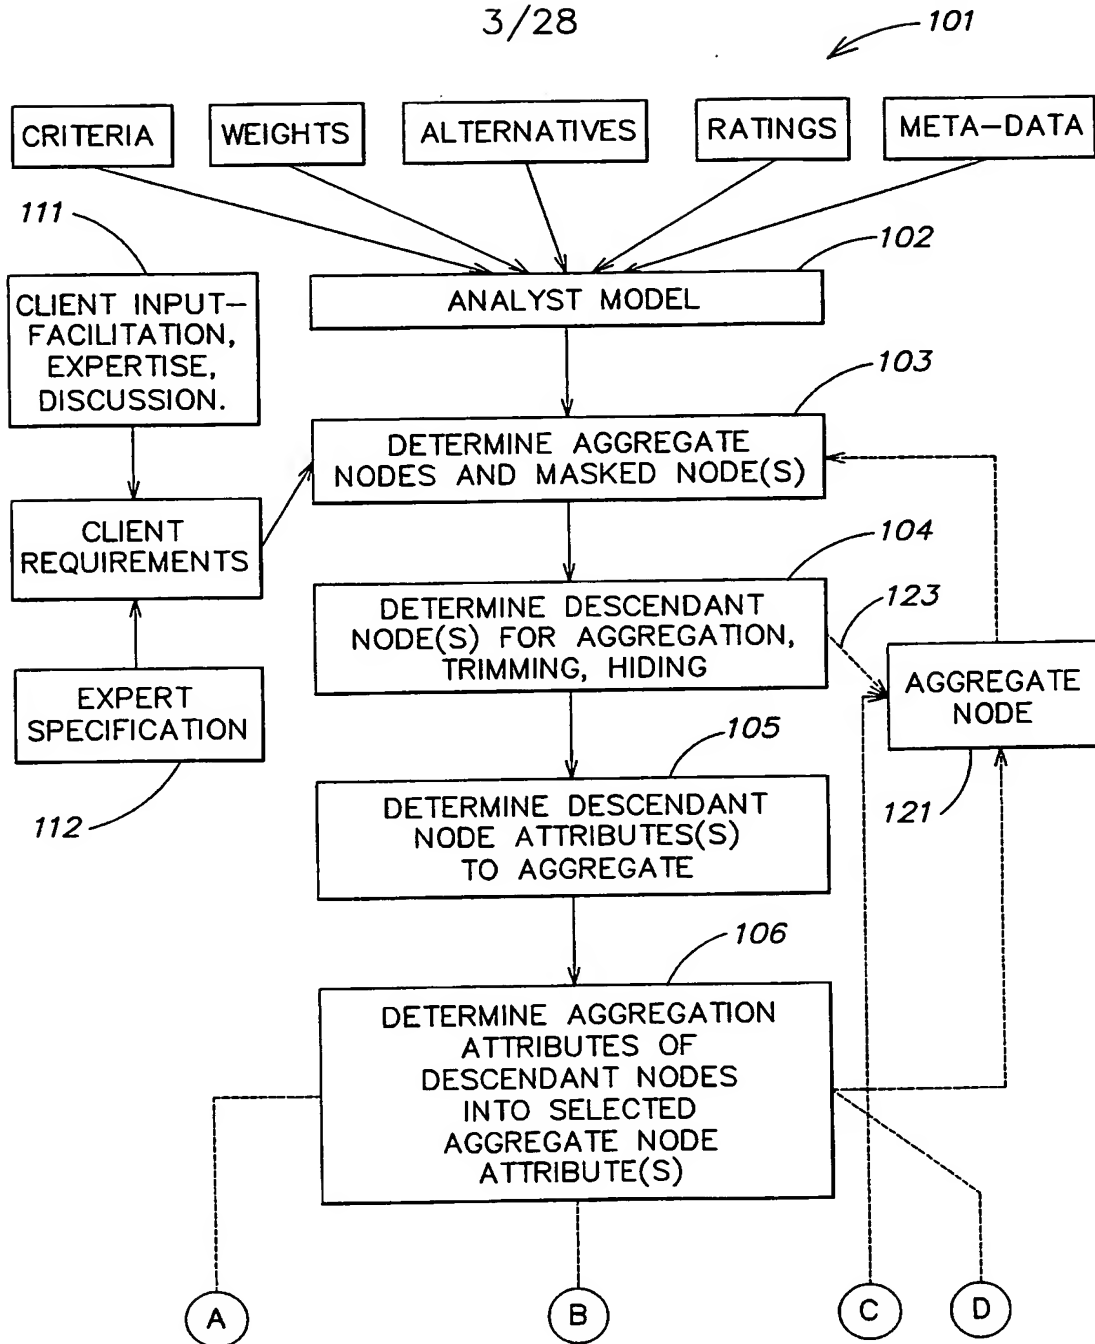 3/28
101
CRITERIA
WEIGHTS
ALTERNATIVES
RATINGS
META-DATA
111
102
CLIENT INPUT-
FACILITATION,
EXPERTISE,
DISCUSSION.
ANALYST MODEL
103
DETERMINE AGGREGATE
NODES AND MASKED NODE(S)
CLIENT
REQUIREMENTS
104
DETERMINE DESCENDANT
NODE(S) FOR AGGREGATION,
TRIMMING, HIDING
123
AGGREGATE
NODE
EXPERT
SPECIFICATION
105
112
121
DETERMINE DESCENDANT
NODE ATTRIBUTES(S)
TO AGGREGATE
106
DETERMINE AGGREGATION
ATTRIBUTES OF
DESCENDANT NODES
INTO SELECTED
AGGREGATE NODE
ATTRIBUTE(S)
A
B
C
D